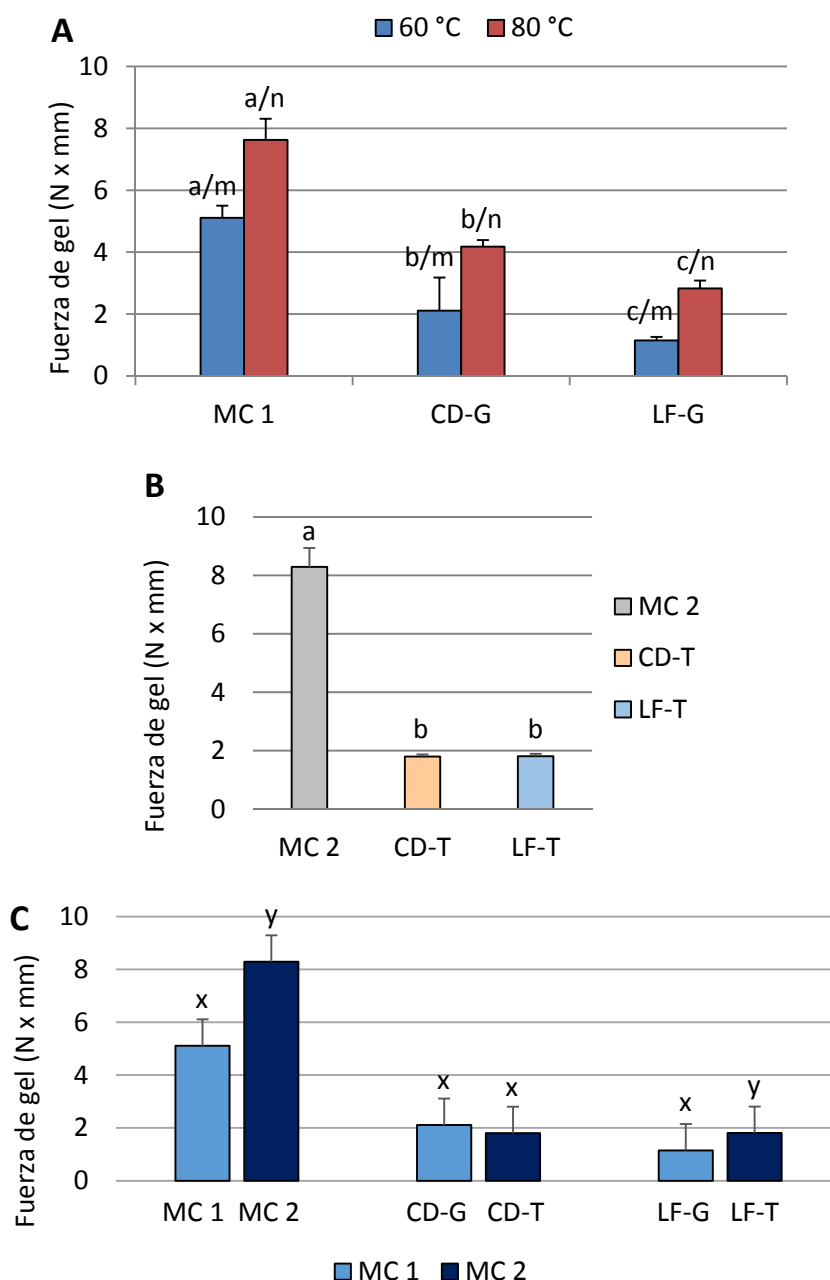 A
60 °C 80 °C
Fuerza de gel (N x mm)
10
8
6
4
2
0
a/m
a/n
b/m
b/n
c/m
c/n
MC 1 CD-G LF-G
B
Fuerza de gel (N x mm)
10
8
6
4
2
0
a
b
b
MC 2 CD-T LF-T
MC 2
CD-T
LF-T
C
Fuerza de gel (N x mm)
10
8
6
4
2
0
x
y
x
x
x
y
MC 1 MC 2 CD-G CD-T LF-G LF-T
MC 1 MC 2